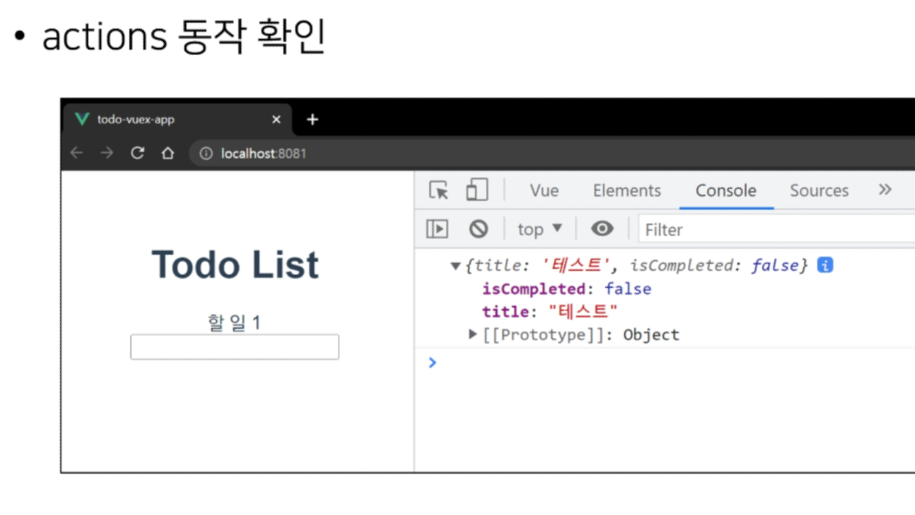 • actions 동작 확인
todo-vuex-app
localhost:8081
Vue Elements Console Sources
top Filter
{title: '테스트', isCompleted: false}
isCompleted: false
title: "테스트"
[[Prototype]]: Object
Todo List
할 일 1